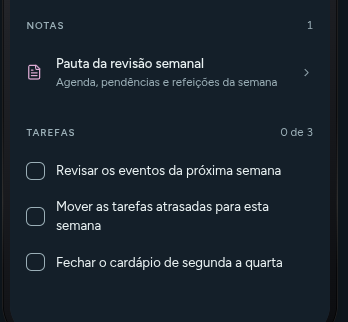 NOTAS 1
Pauta da revisão semanal
Agenda, pendências e refeições da semana
TAREFAS 0 de 3
Revisar os eventos da próxima semana
Mover as tarefas atrasadas para esta
semana
Fechar o cardápio de segunda a quarta